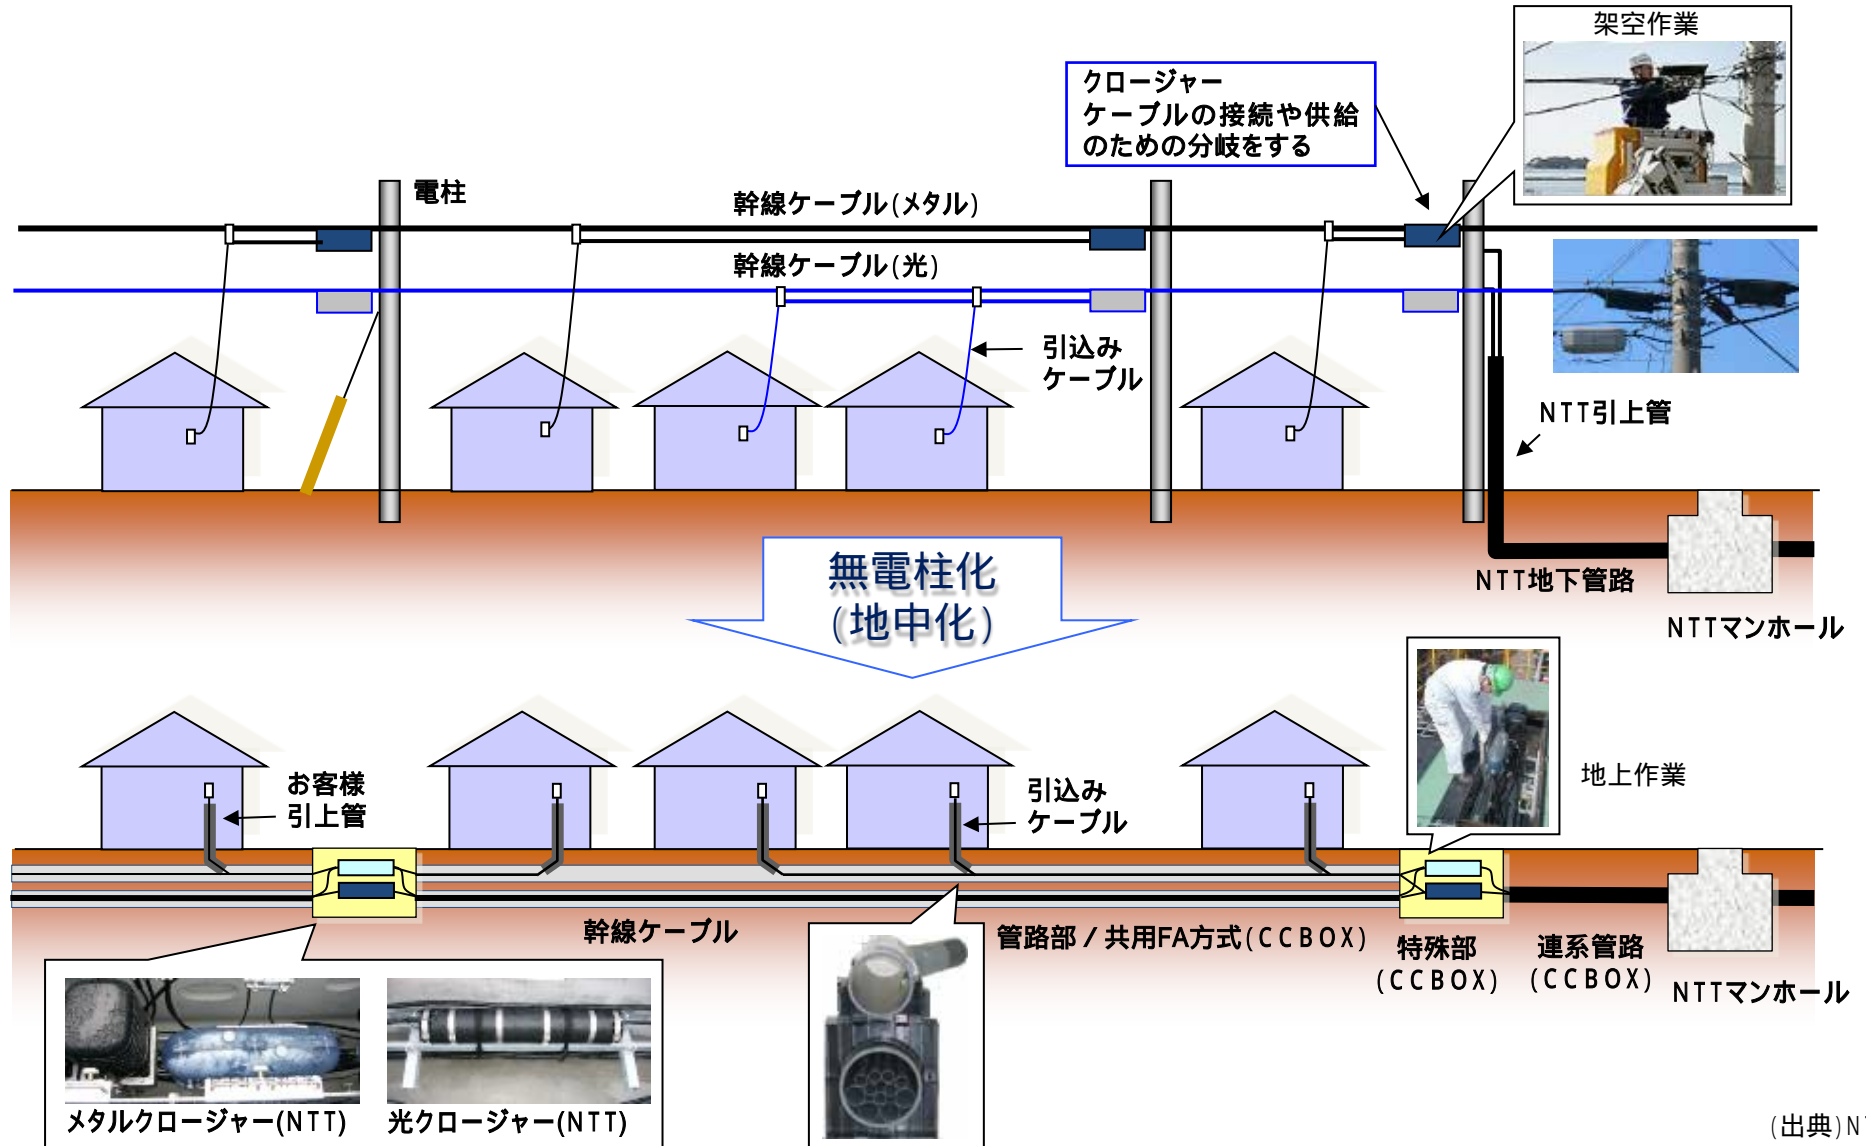 架空作業
クロージャー
ケーブルの接続や供給
のための分岐をする
電柱
幹線ケーブル(メタル)
幹線ケーブル(光)
引込み
ケーブル
NTT引上管
NTT地下管路
NTTマンホール
無電柱化
(地中化)
お客様
引上管
引込み
ケーブル
地上作業
幹線ケーブル
管路部/共用FA方式(CCBOX)
特殊部
(CCBOX)
連系管路
(CCBOX)
NTTマンホール
メタルクロージャー(NTT)
光クロージャー(NTT)
(出典)N